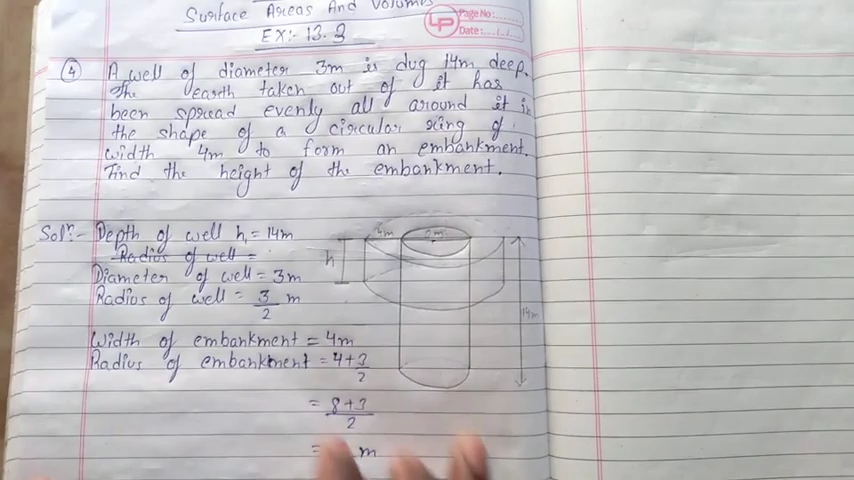 Surface Areas And Volumes
EX:- 13.3
LP Page No:
Date:
4 A well of diameter 3m is dug 14m deep.
The earth taken out of it has
been spread evenly all around it in
the shape of a circular ring of
width 4m to form an embankment.
Find the height of the embankment.
Solⁿ:- Depth of well h₁ = 14m
Radius of well =
Diameter of well = 3m
Radius of well = 3/2 m
Width of embankment = 4m
Radius of embankment = 4+3/2
= 8+3/2
= m
4m
h
14m